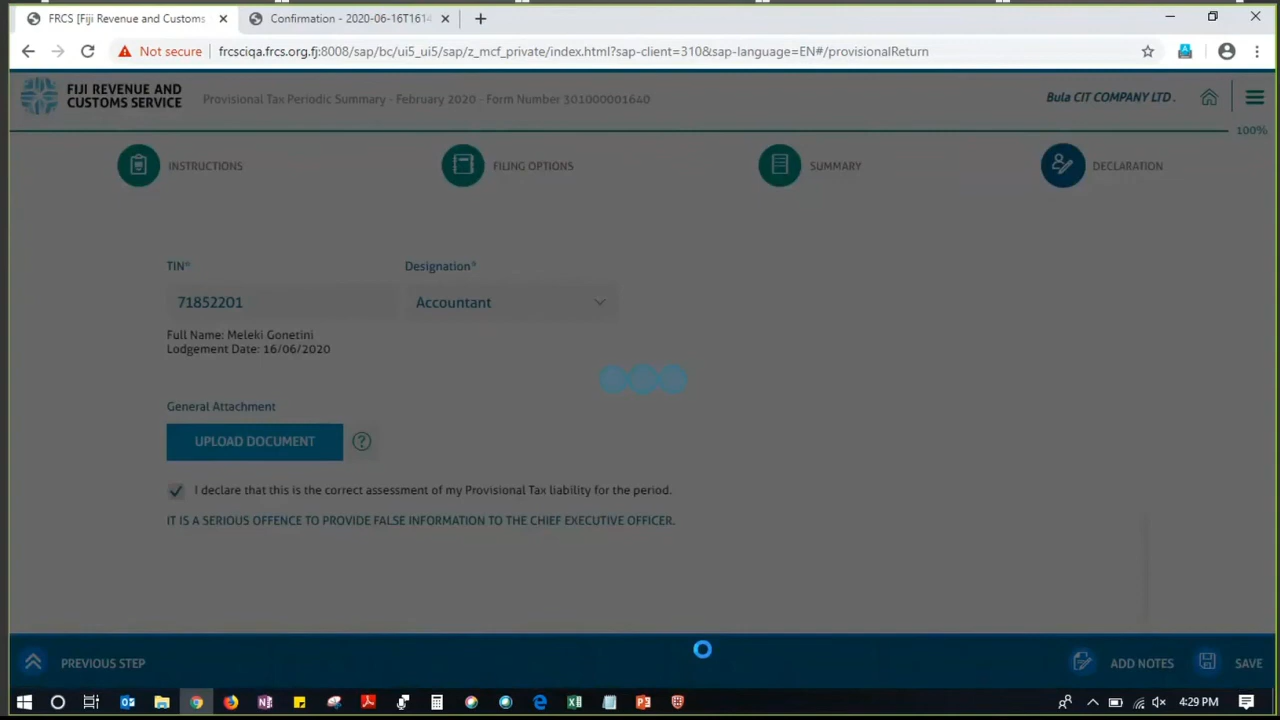 FRCS [Fiji Revenue and Customs
Confirmation - 2020-06-16T1614
Not secure
frcsciqa.frcs.org.fj:8008/sap/bc/ui5_ui5/sap/z_mcf_private/index.html?sap-client=310&sap-language=EN#/provisionalReturn
FIJI REVENUE AND
CUSTOMS SERVICE
Provisional Tax Periodic Summary - February 2020 - Form Number 301000001640
Bula CIT COMPANY LTD .
100%
INSTRUCTIONS
FILING OPTIONS
SUMMARY
DECLARATION
TIN*
Designation*
71852201
Accountant
Full Name: Meleki Gonetini
Lodgement Date: 16/06/2020
General Attachment
UPLOAD DOCUMENT
?
I declare that this is the correct assessment of my Provisional Tax liability for the period.
IT IS A SERIOUS OFFENCE TO PROVIDE FALSE INFORMATION TO THE CHIEF EXECUTIVE OFFICER.
PREVIOUS STEP
ADD NOTES
SAVE
4:29 PM